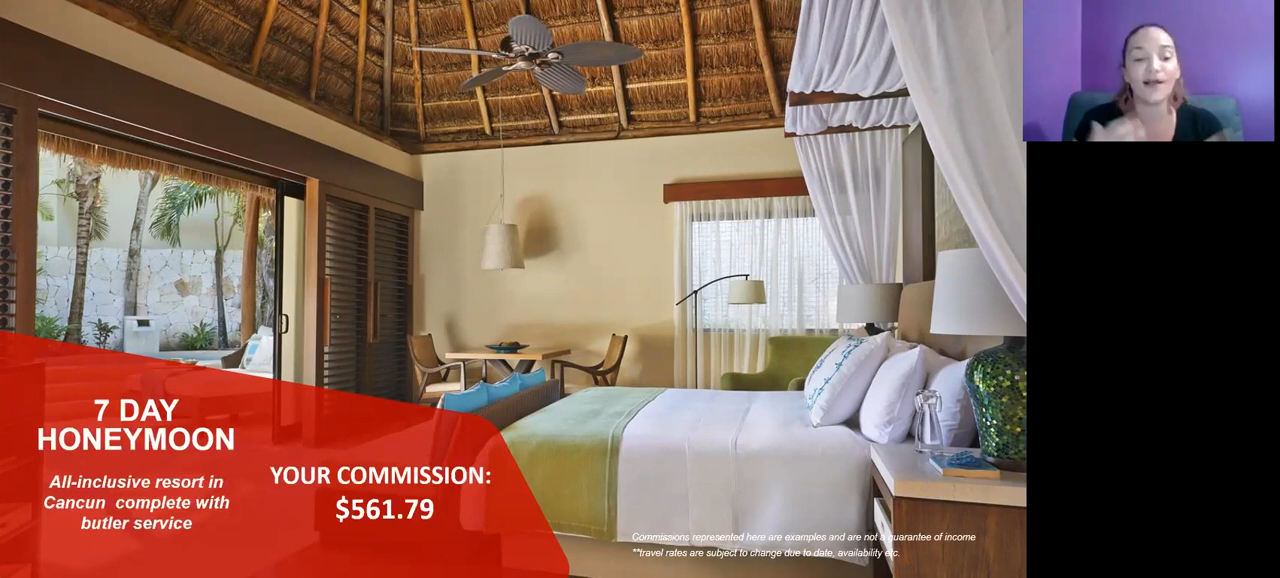 7 DAY
HONEYMOON
All-inclusive resort in
Cancun complete with
butler service
YOUR COMMISSION:
$561.79
Commissions represented here are examples and are not a guarantee of income
**travel rates are subject to change due to date, availability etc.